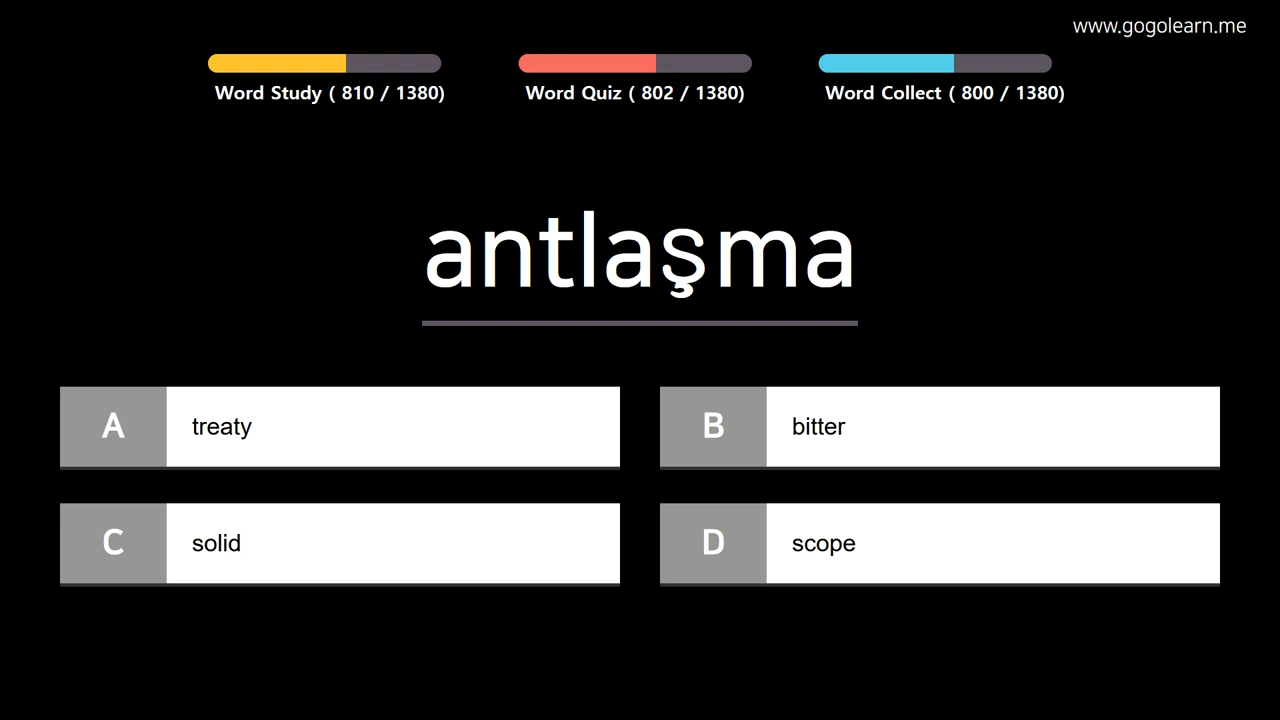 www.gogolearn.me
Word Study ( 810 / 1380)
Word Quiz ( 802 / 1380)
Word Collect ( 800 / 1380)
antlaşma
A treaty
B bitter
C solid
D scope